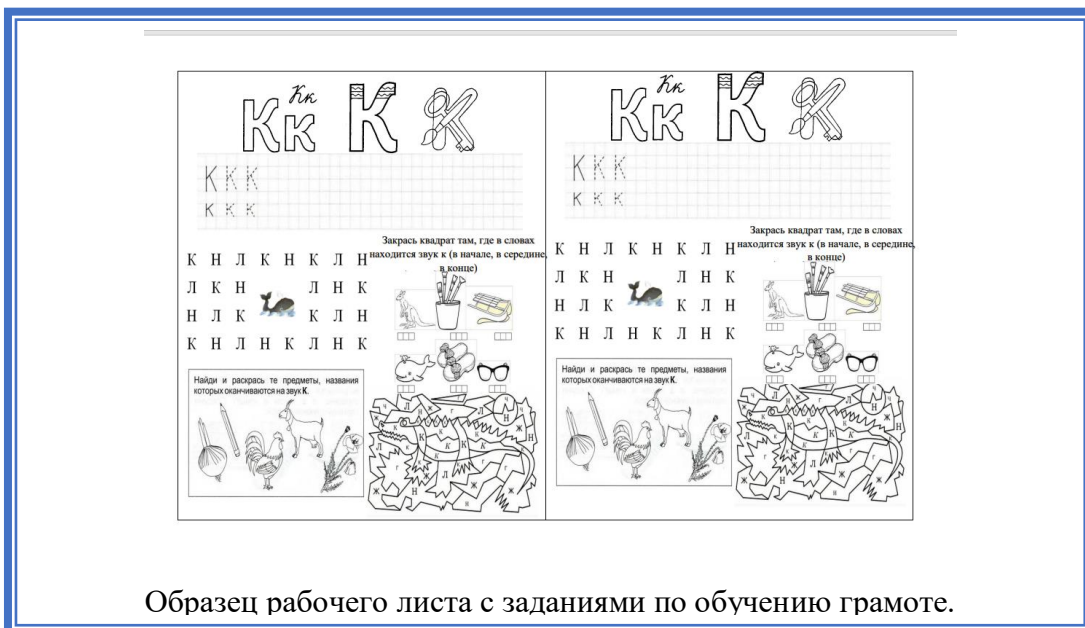 Кк
Кк К К
К К К
К К К
Закрась квадрат там, где в словах
находится звук к (в начале, в середине,
в конце)
К Н Л К Н К Л Н
Л К Н Л Н К
Н Л К К Л Н
К Н Л Н К Л Н К
Найди и раскрась те предметы, названия
которых оканчиваются на звук К.
Кк
Кк К К
К К К
К К К
Закрась квадрат там, где в словах
находится звук к (в начале, в середине,
в конце)
К Н Л К Н К Л Н
Л К Н Л Н К
Н Л К К Л Н
К Н Л Н К Л Н К
Найди и раскрась те предметы, названия
которых оканчиваются на звук К.
Образец рабочего листа с заданиями по обучению грамоте.